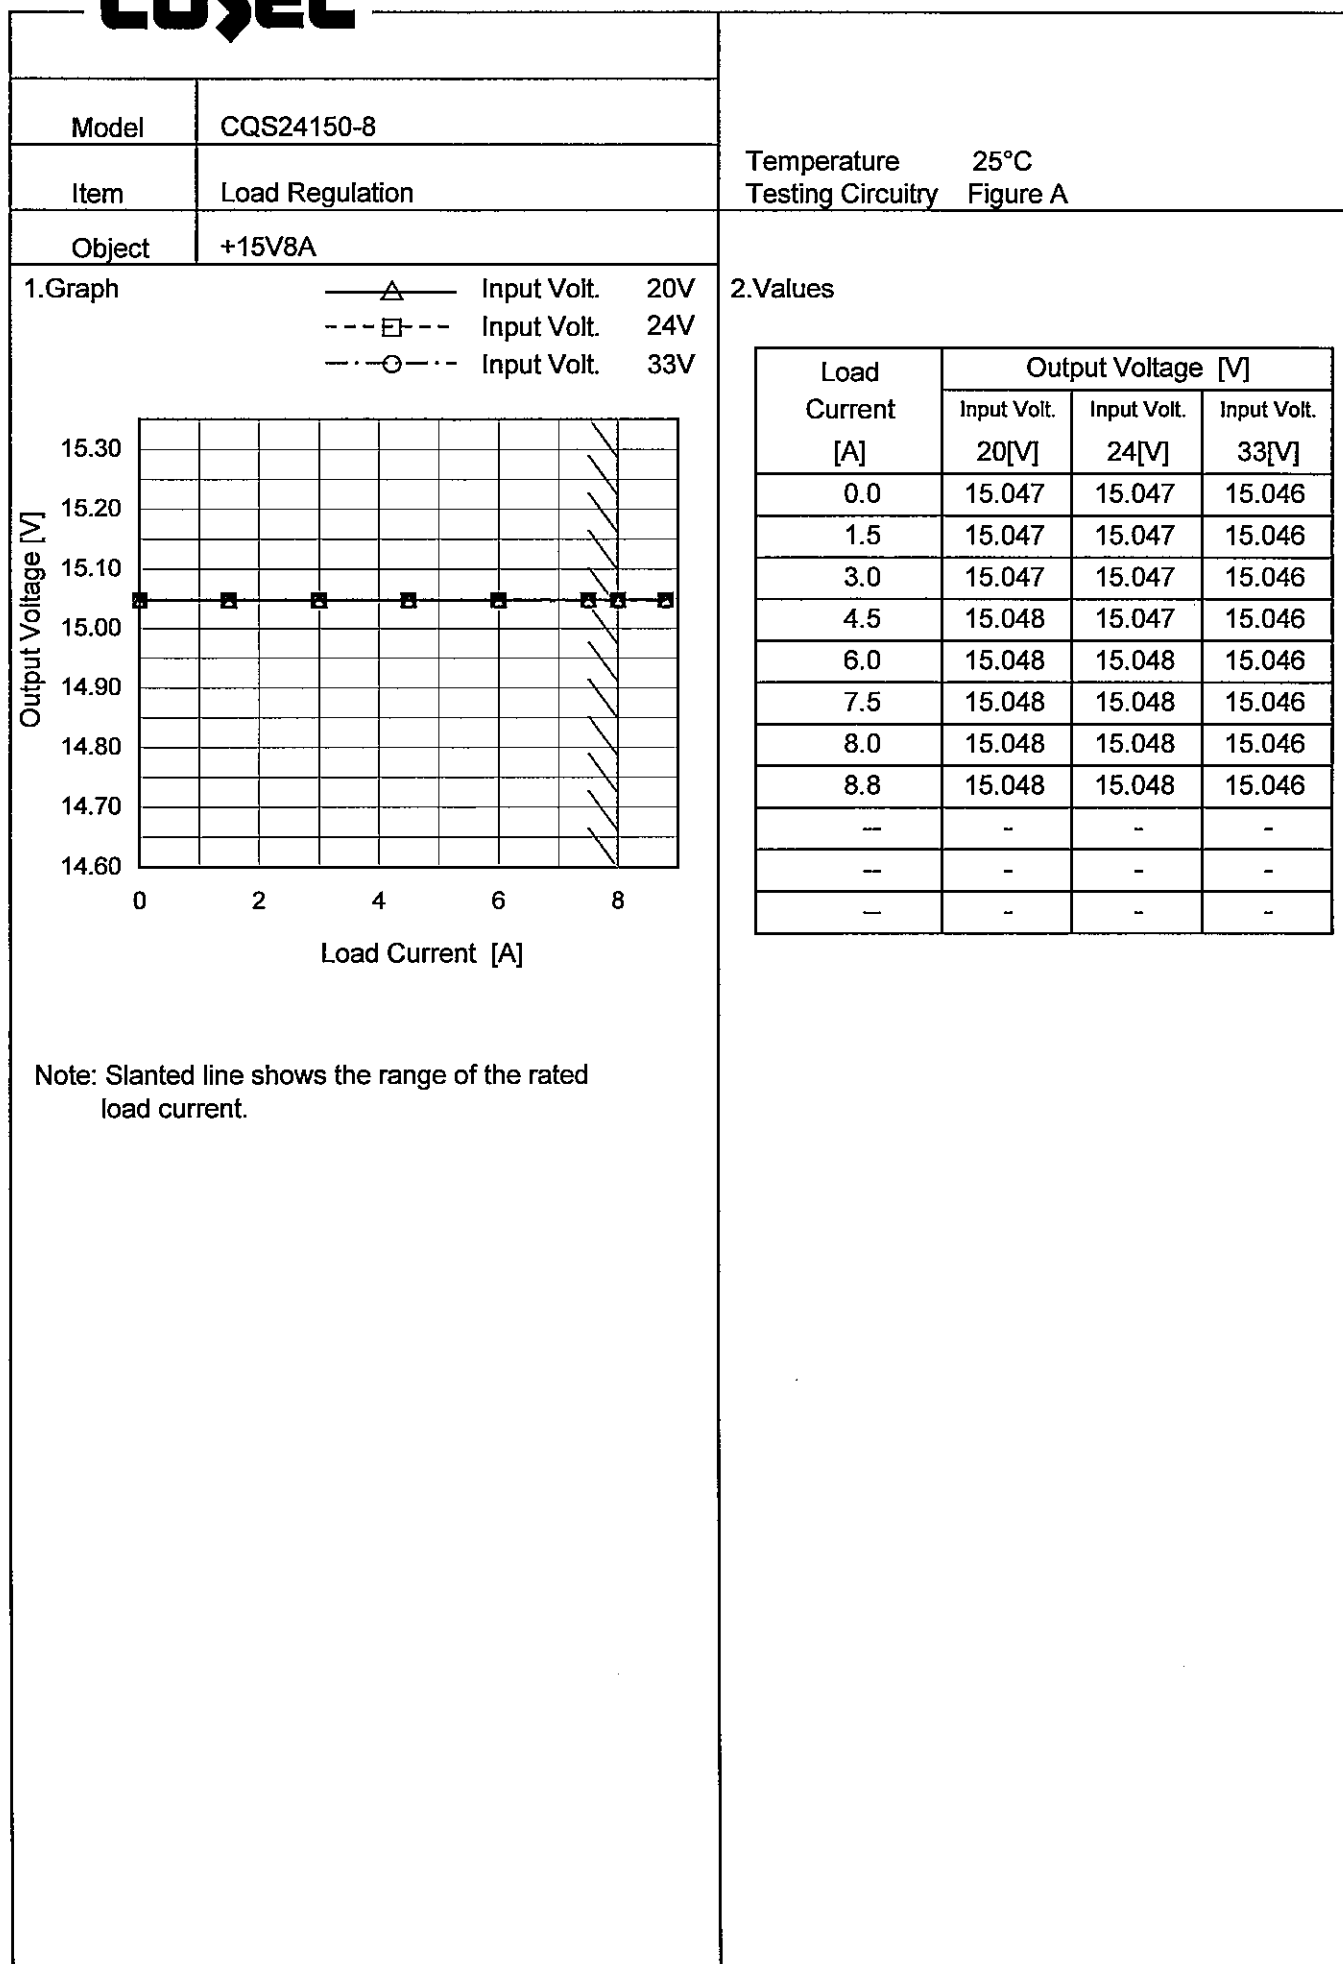 COSEL
Model CQS24150-8
Item Load Regulation
Object +15V8A
Temperature 25°C
Testing Circuitry Figure A
1.Graph
Input Volt. 20V
Input Volt. 24V
Input Volt. 33V
Output Voltage [V]
15.30
15.20
15.10
15.00
14.90
14.80
14.70
14.60
0 2 4 6 8
Load Current [A]
Note: Slanted line shows the range of the rated
load current.
2.Values
Load Output Voltage [V]
Current Input Volt. Input Volt. Input Volt.
[A] 20[V] 24[V] 33[V]
0.0 15.047 15.047 15.046
1.5 15.047 15.047 15.046
3.0 15.047 15.047 15.046
4.5 15.048 15.047 15.046
6.0 15.048 15.048 15.046
7.5 15.048 15.048 15.046
8.0 15.048 15.048 15.046
8.8 15.048 15.048 15.046
-- - - -
-- - - -
-- - - -